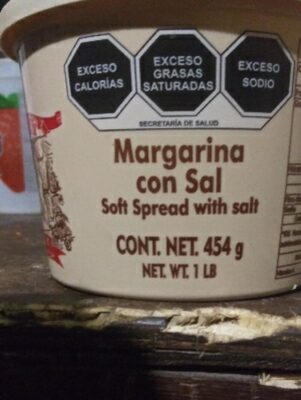 EXCESO
CALORÍAS
EXCESO
GRASAS
SATURADAS
EXCESO
SODIO
SECRETARÍA DE SALUD
Margarina
con Sal
Soft Spread with salt
CONT. NET. 454 g
NET. WT. 1 LB